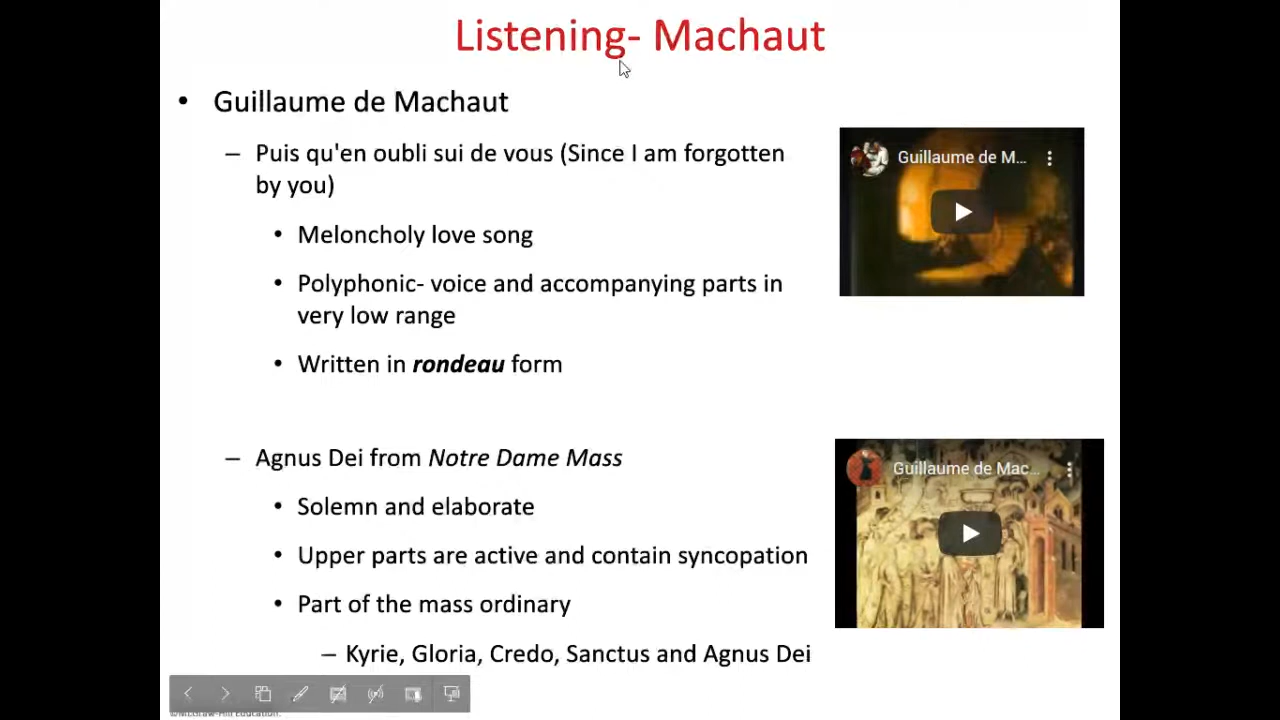 Listening- Machaut
• Guillaume de Machaut
– Puis qu'en oubli sui de vous (Since I am forgotten
by you)
• Meloncholy love song
• Polyphonic- voice and accompanying parts in
very low range
• Written in rondeau form
Guillaume de M...
– Agnus Dei from Notre Dame Mass
• Solemn and elaborate
• Upper parts are active and contain syncopation
• Part of the mass ordinary
– Kyrie, Gloria, Credo, Sanctus and Agnus Dei
Guillaume de Mac...
©McGraw-Hill Education.